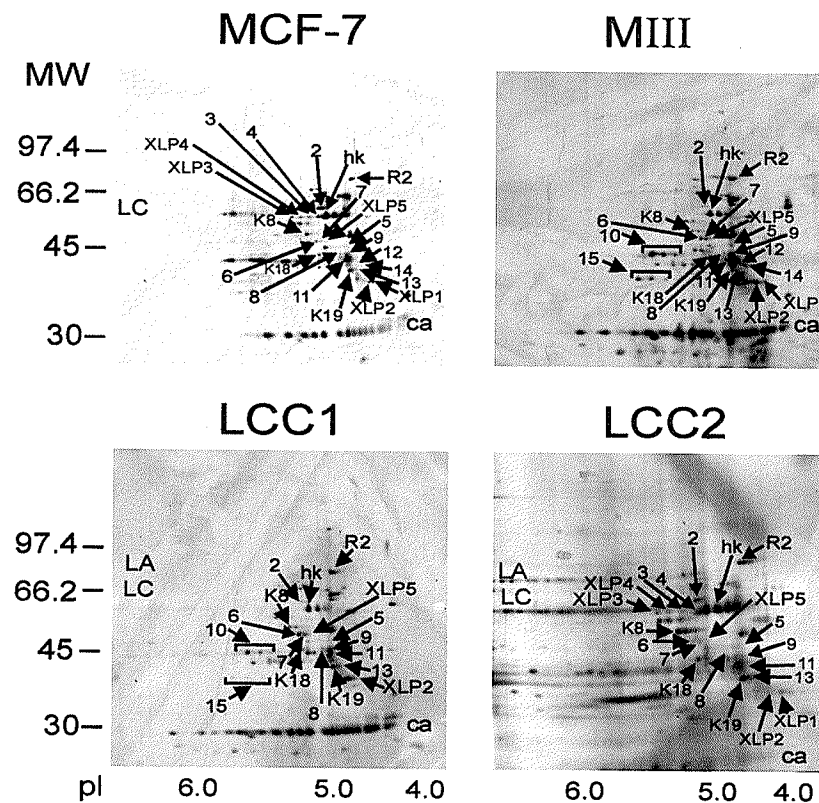 MCF-7
MIII
MW
97.4
66.2
LC
45
30
3
4
XLP4
XLP3
2
hk
R2
7
K8
XLP5
5
9
6
12
K18
14
8
13
11
XLP1
K19
XLP2
ca
2
hk
R2
7
K8
XLP5
6
5
9
10
12
15
14
11
K18
XLP
8
K19
XLP2
13
ca
LCC1
LCC2
97.4
LA
66.2
LC
45
30
R2
2
hk
K8
XLP5
6
5
10
9
11
7
13
K18
XLP2
15
8
K19
ca
LA
LC
2
hk
R2
3
4
XLP4
XLP3
XLP5
K8
5
6
9
7
11
K18
8
13
K19
XLP1
XLP2
ca
pI
6.0
5.0
4.0
6.0
5.0
4.0